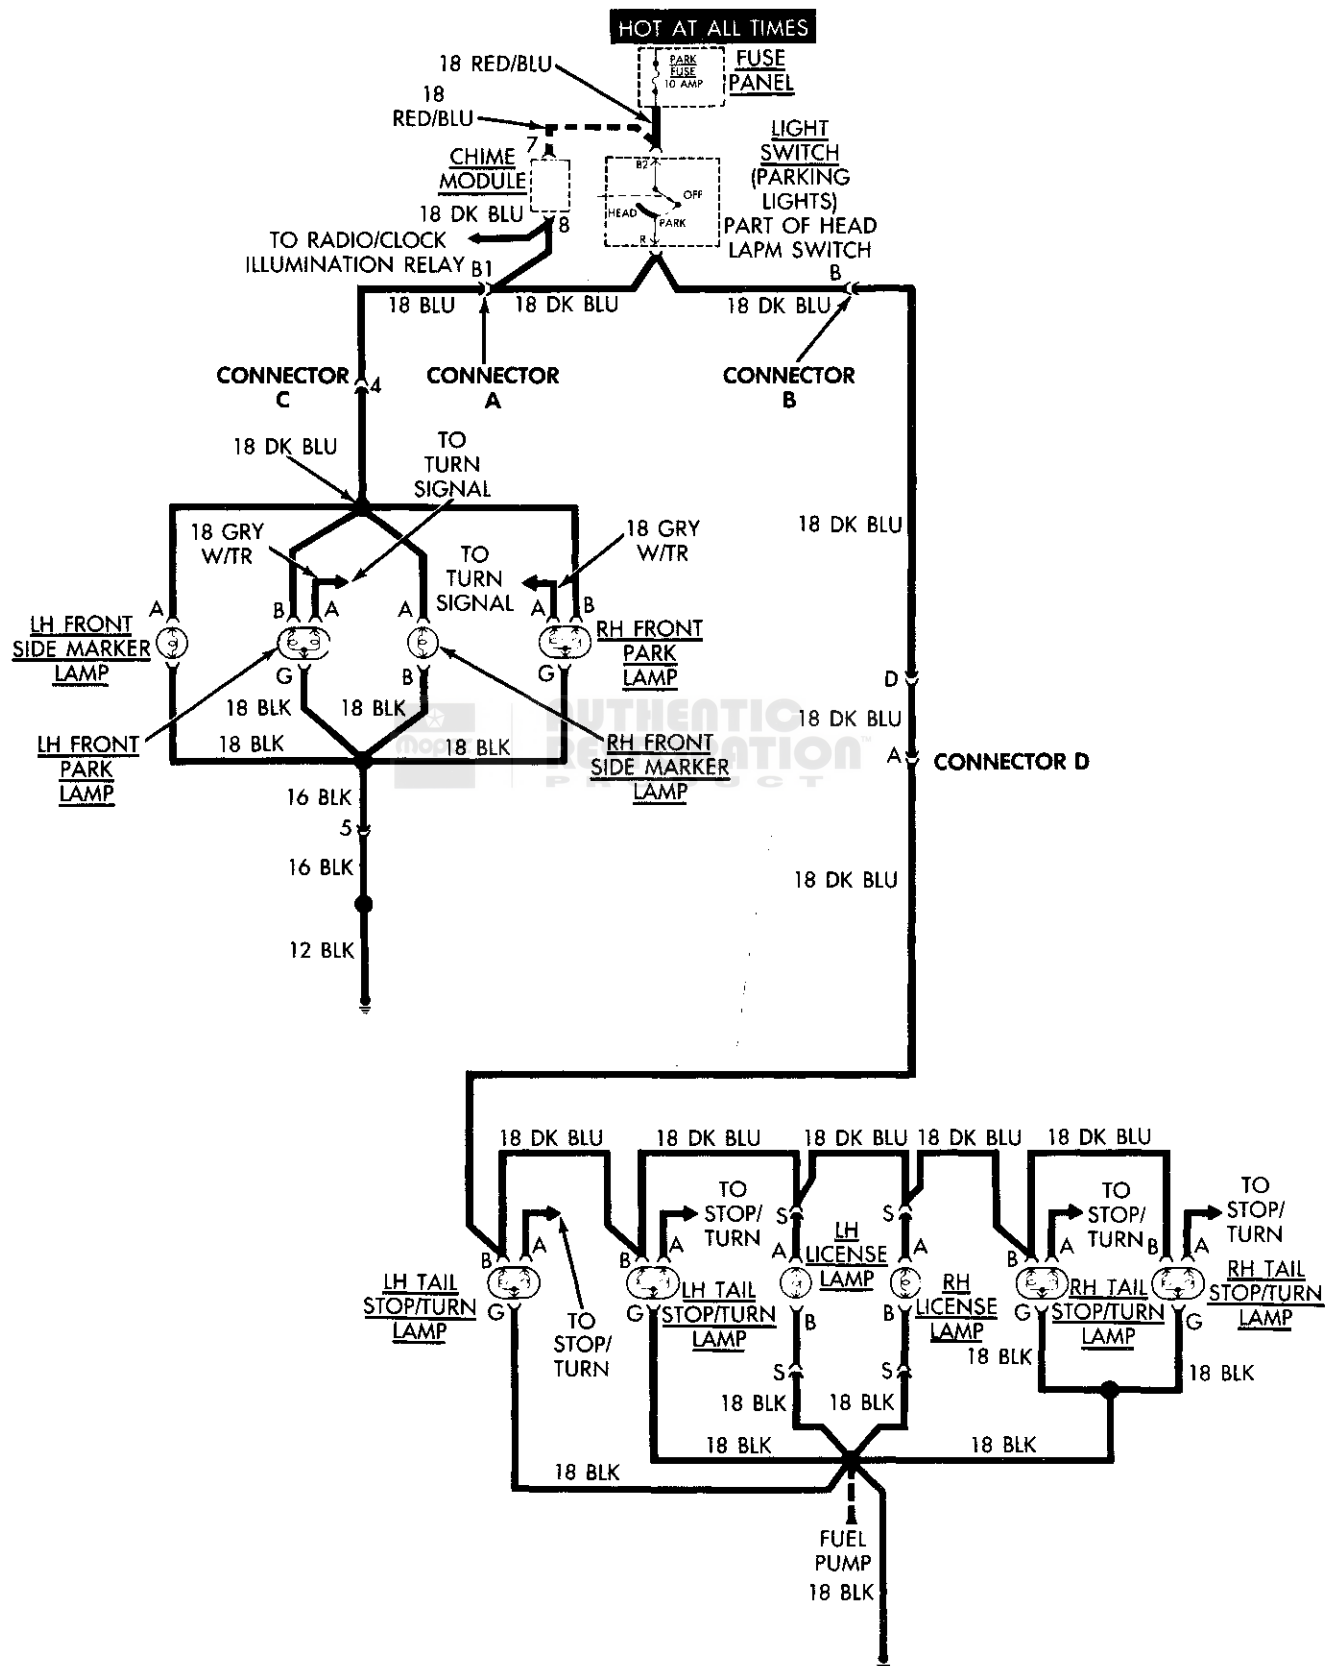 HOT AT ALL TIMES
PARK
FUSE
10 AMP
FUSE
PANEL
18 RED/BLU
18
RED/BLU
7
CHIME
MODULE
18 DK BLU
8
TO RADIO/CLOCK
ILLUMINATION RELAY
B2
OFF
HEAD
PARK
R
LIGHT
SWITCH
(PARKING
LIGHTS)
PART OF HEAD
LAPM SWITCH
B1
B
18 BLU
18 DK BLU
18 DK BLU
CONNECTOR
C
4
CONNECTOR
A
CONNECTOR
B
18 DK BLU
TO
TURN
SIGNAL
18 GRY
W/TR
TO
TURN
SIGNAL
18 GRY
W/TR
18 DK BLU
A
B
A
A
A
B
LH FRONT
SIDE MARKER
LAMP
RH FRONT
PARK
LAMP
G
B
G
D
18 BLK
18 BLK
18 DK BLU
18 BLK
18 BLK
LH FRONT
PARK
LAMP
RH FRONT
SIDE MARKER
LAMP
mopar
AUTHENTIC
RESTORATION™
PRODUCT
A
CONNECTOR D
16 BLK
5
16 BLK
18 DK BLU
12 BLK
18 DK BLU
18 DK BLU
18 DK BLU
18 DK BLU
18 DK BLU
TO
STOP/
TURN
TO
STOP/
TURN
TO
STOP/
TURN
S
S
B
A
B
A
A
A
B
A
B
A
LH
LICENSE
LAMP
LH TAIL
STOP/TURN
LAMP
LH TAIL
STOP/TURN
LAMP
RH
LICENSE
LAMP
RH TAIL
STOP/TURN
LAMP
RH TAIL
STOP/TURN
LAMP
G
G
B
B
G
G
TO
STOP/
TURN
S
S
18 BLK
18 BLK
18 BLK
18 BLK
18 BLK
18 BLK
18 BLK
FUEL
PUMP
18 BLK